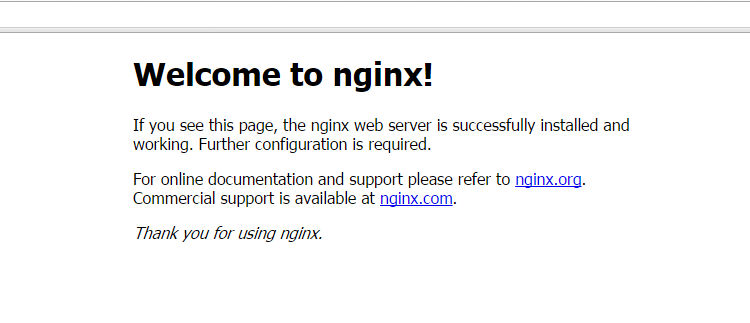 Welcome to nginx!
If you see this page, the nginx web server is successfully installed and
working. Further configuration is required.
For online documentation and support please refer to nginx.org.
Commercial support is available at nginx.com.
Thank you for using nginx.